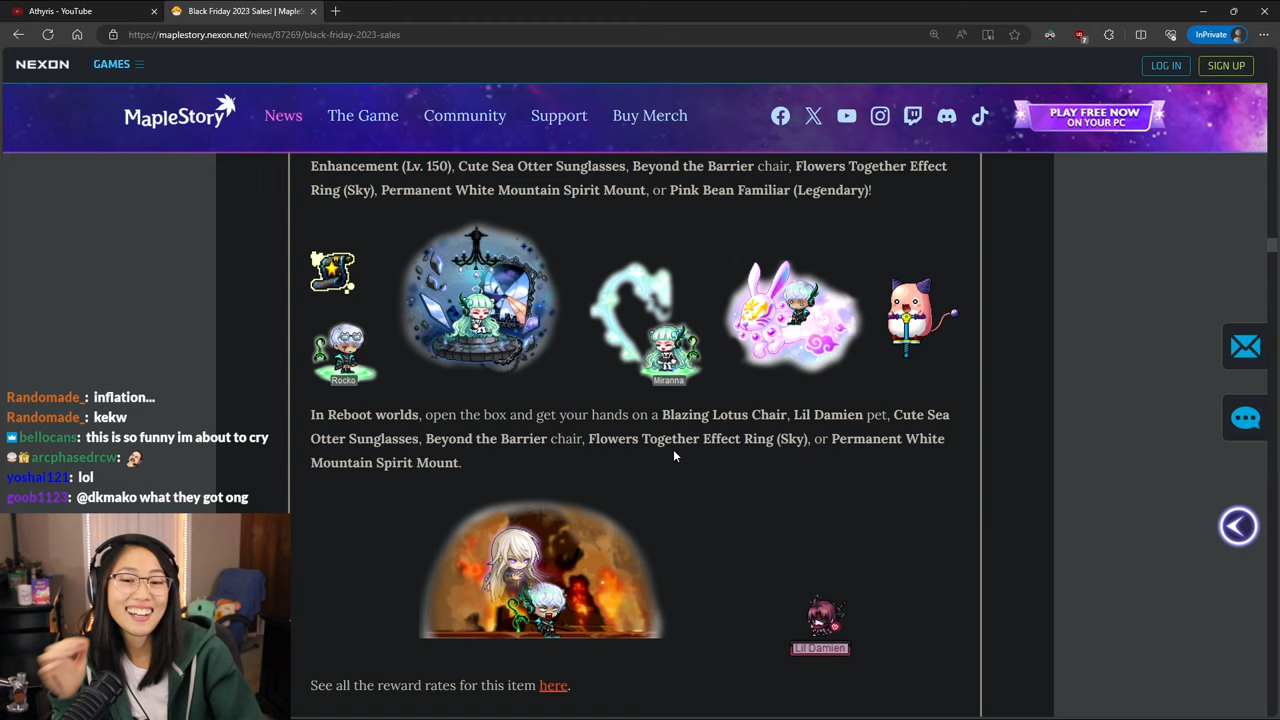 Athyris - YouTube
Black Friday 2023 Sales! | MapleS
https://maplestory.nexon.net/news/87269/black-friday-2023-sales
7
InPrivate
NEXON
GAMES
LOG IN
SIGN UP
MapleStory
News
The Game
Community
Support
Buy Merch
PLAY FREE NOW
ON YOUR PC
Enhancement (Lv. 150), Cute Sea Otter Sunglasses, Beyond the Barrier chair, Flowers Together Effect
Ring (Sky), Permanent White Mountain Spirit Mount, or Pink Bean Familiar (Legendary)!
Rocko
Miranna
In Reboot worlds, open the box and get your hands on a Blazing Lotus Chair, Lil Damien pet, Cute Sea
Otter Sunglasses, Beyond the Barrier chair, Flowers Together Effect Ring (Sky), or Permanent White
Mountain Spirit Mount.
Lil Damien
See all the reward rates for this item here.
Randomade_: inflation...
Randomade_: kekw
bellocans: this is so funny im about to cry
arcphasedrcw:
yoshai121: lol
goob1123: @dkmako what they got ong